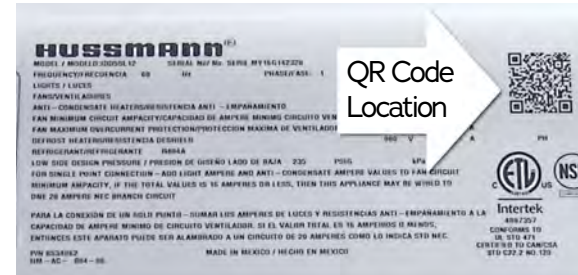 HUSSMANN®
MODEL / MODELO: SERIAL No/ No. SERIE MY16G162328
FREQUENCY/FRECUENCIA 60 Hz PHASE/FASE: 1
LIGHTS / LUCES
FANS/VENTILADORES
ANTI-CONDENSATE HEATERS/RESISTENCIA ANTI-EMPAÑAMIENTO
FAN MINIMUM CIRCUIT AMPACITY/CAPACIDAD DE AMPERE MINIMO CIRCUITO
FAN MAXIMUM OVERCURRENT PROTECTION/PROTECCION MAXIMA DE VENTILADOR A
DEFROST HEATERS/RESISTENCIA DESHIELO V A PH
REFRIGERANT/REFRIGERANTE R404A
LOW SIDE DESIGN PRESSURE / PRESION DE DISEÑO LADO DE BAJA 235 PSIG kPa
FOR SINGLE POINT CONNECTION - ADD LIGHT AMPERE AND ANTI-CONDENSATE AMPERE VALUES TO FAN CIRCUIT
MINIMUM AMPACITY, IF THE TOTAL VALUES IS 16 AMPERES OR LESS, THEN THIS APPLIANCE MAY BE WIRED TO
ONE 20 AMPERE NEC BRANCH CIRCUIT
PARA LA CONEXION DE UN SOLO PUNTO - SUMAR LOS AMPERES DE LUCES Y RESISTENCIAS ANTI-EMPAÑAMIENTO A LA
CAPACIDAD DE AMPERE MINIMO DE CIRCUITO VENTILADOR. SI EL VALOR TOTAL ES 16 AMPERIOS O MENOS,
ENTONCES ESTE APARATO PUEDE SER ALAMBRADO A UN CIRCUITO DE 20 AMPERES COMO LO INDICA STD NEC.
P/N MADE IN MEXICO / HECHO EN MEXICO
QR Code
Location
C ETL US
NS
Intertek
CONFORMS TO
UL STD 471
CERTIFIED TO CAN/CSA
STD C22.2 NO.120